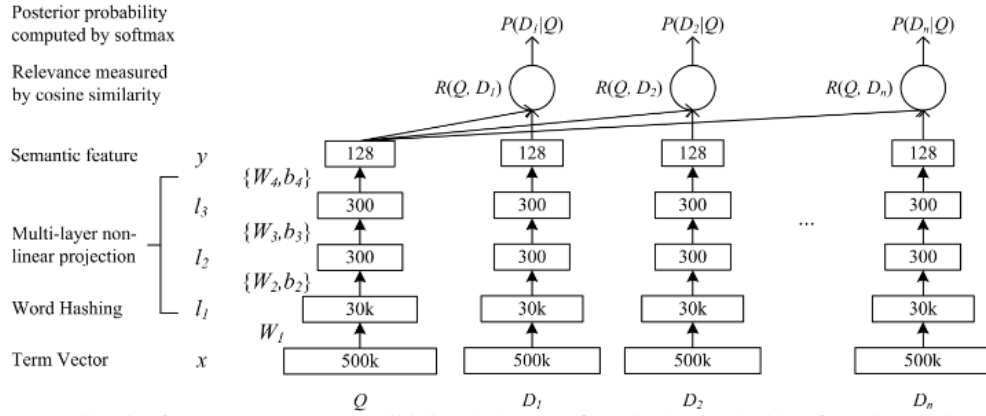 Posterior probability
computed by softmax
P(D1|Q) P(D2|Q) P(Dn|Q)
Relevance measured
by cosine similarity
R(Q, D1) R(Q, D2) R(Q, Dn)
Semantic feature y 128 128 128 128
{W4,b4}
l3 300 300 300 300
{W3,b3}
Multi-layer non-
linear projection
...
l2 300 300 300 300
{W2,b2}
Word Hashing l1 30k 30k 30k 30k
W1
Term Vector x 500k 500k 500k 500k
Q D1 D2 Dn